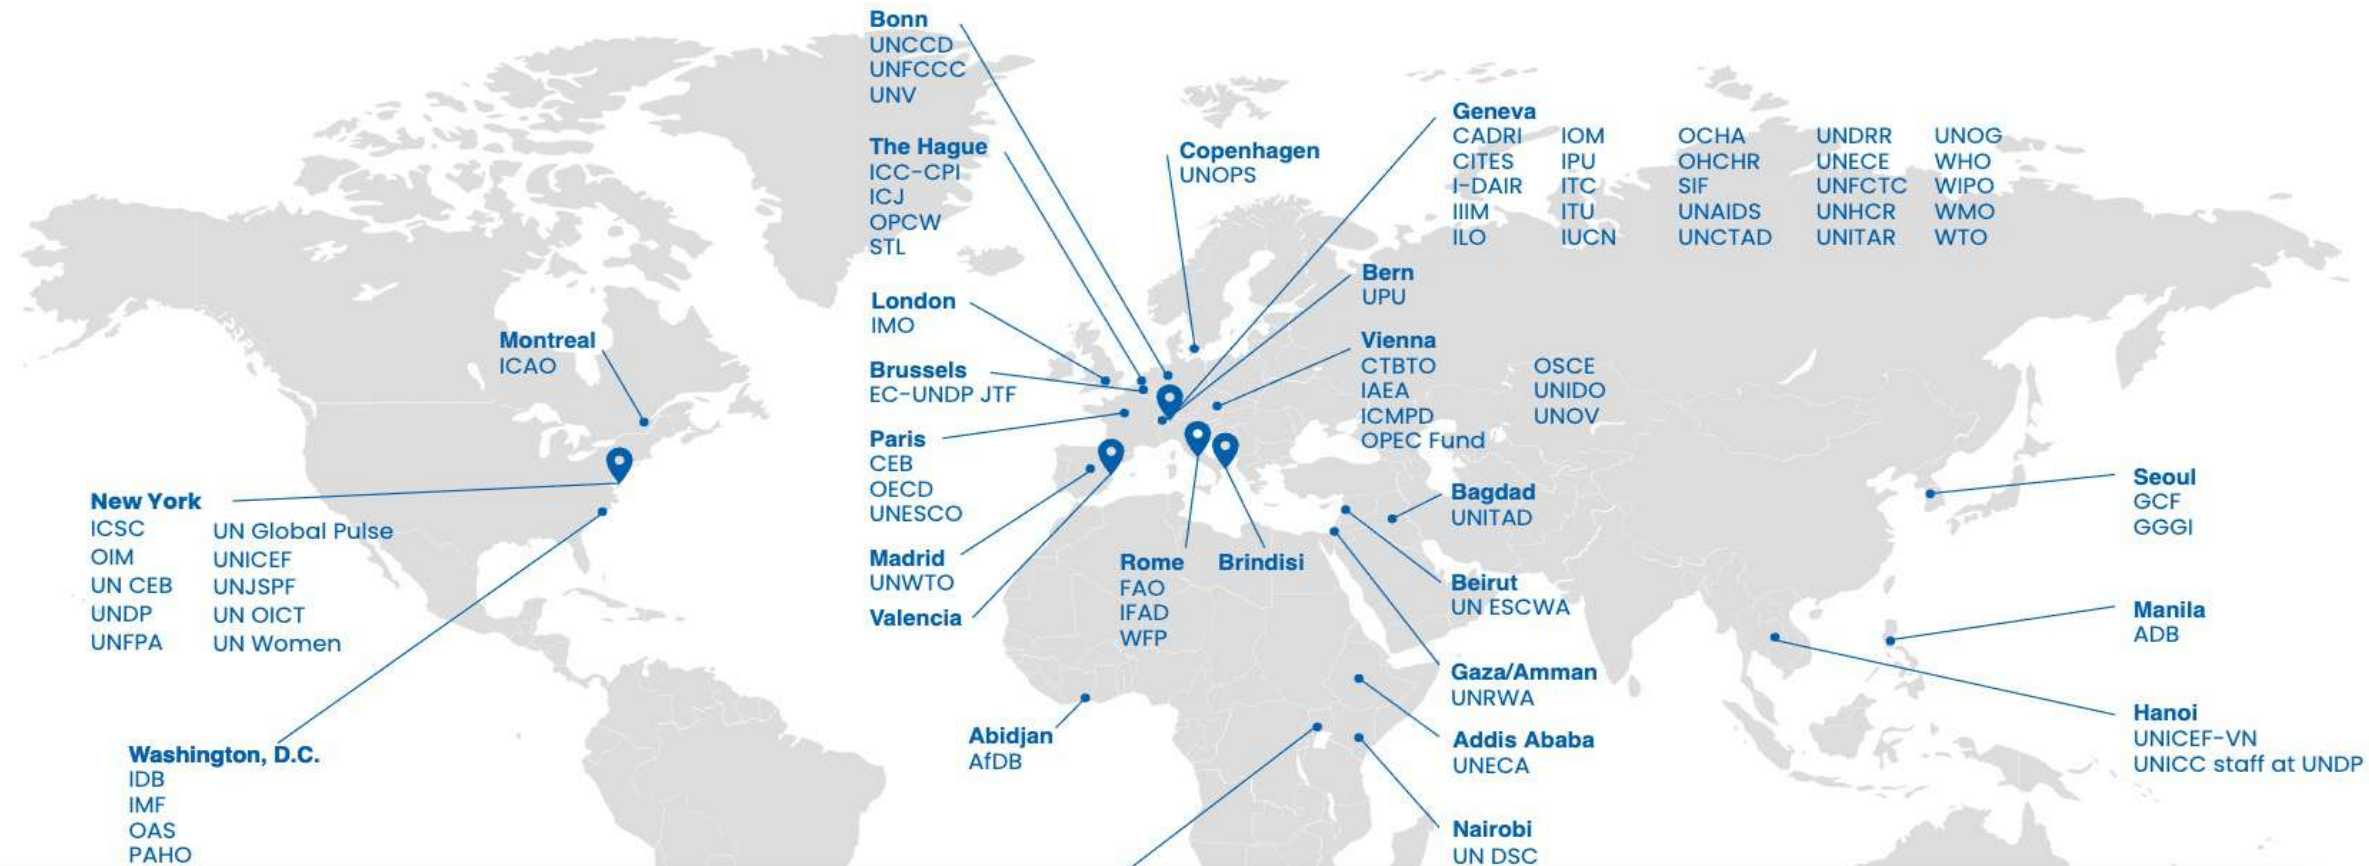 Bonn
UNCCD
UNFCCC
UNV
The Hague
ICC-CPI
ICJ
OPCW
STL
London
IMO
Brussels
EC-UNDP JTF
Paris
CEB
OECD
UNESCO
Madrid
UNWTO
Valencia
Copenhagen
UNOPS
Geneva
CADRI IOM OCHA UNDRR UNOG
CITES IPU OHCHR UNECE WHO
I-DAIR ITC SIF UNFCTC WIPO
IIIM ITU UNAIDS UNHCR WMO
ILO IUCN UNCTAD UNITAR WTO
Bern
UPU
Vienna
CTBTO OSCE
IAEA UNIDO
ICMPD UNOV
OPEC Fund
Montreal
ICAO
New York
ICSC UN Global Pulse
OIM UNICEF
UN CEB UNJSPF
UNDP UN OICT
UNFPA UN Women
Washington, D.C.
IDB
IMF
OAS
PAHO
Rome
FAO
IFAD
WFP
Brindisi
Bagdad
UNITAD
Beirut
UN ESCWA
Gaza/Amman
UNRWA
Abidjan
AfDB
Addis Ababa
UNECA
Nairobi
UN DSC
Seoul
GCF
GGGI
Manila
ADB
Hanoi
UNICEF-VN
UNICC staff at UNDP